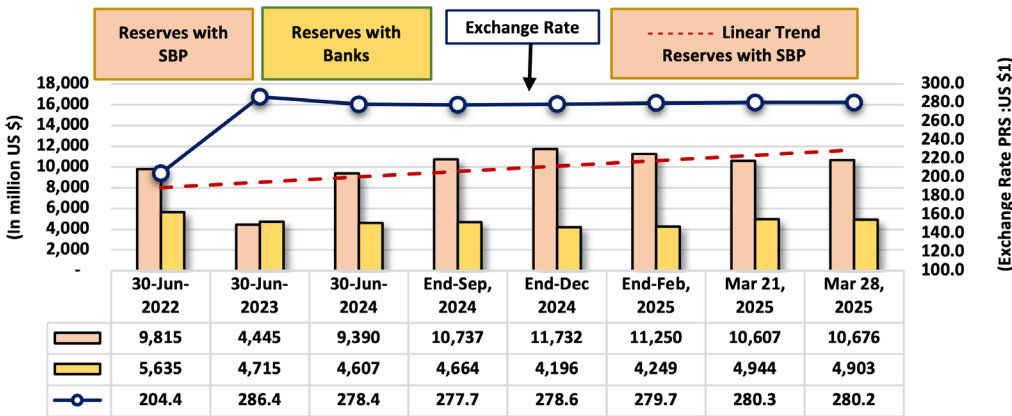 Reserves with
SBP
Reserves with
Banks
Exchange Rate
Linear Trend
Reserves with SBP
(In million US $)
18,000
16,000
14,000
12,000
10,000
8,000
6,000
4,000
2,000
-
300.0
280.0
260.0
240.0
220.0
200.0
180.0
160.0
140.0
120.0
100.0
(Exchange Rate PRS :US $1)
30-Jun-
2022
30-Jun-
2023
30-Jun-
2024
End-Sep,
2024
End-Dec
2024
End-Feb,
2025
Mar 21,
2025
Mar 28,
2025
9,815 4,445 9,390 10,737 11,732 11,250 10,607 10,676
5,635 4,715 4,607 4,664 4,196 4,249 4,944 4,903
204.4 286.4 278.4 277.7 278.6 279.7 280.3 280.2